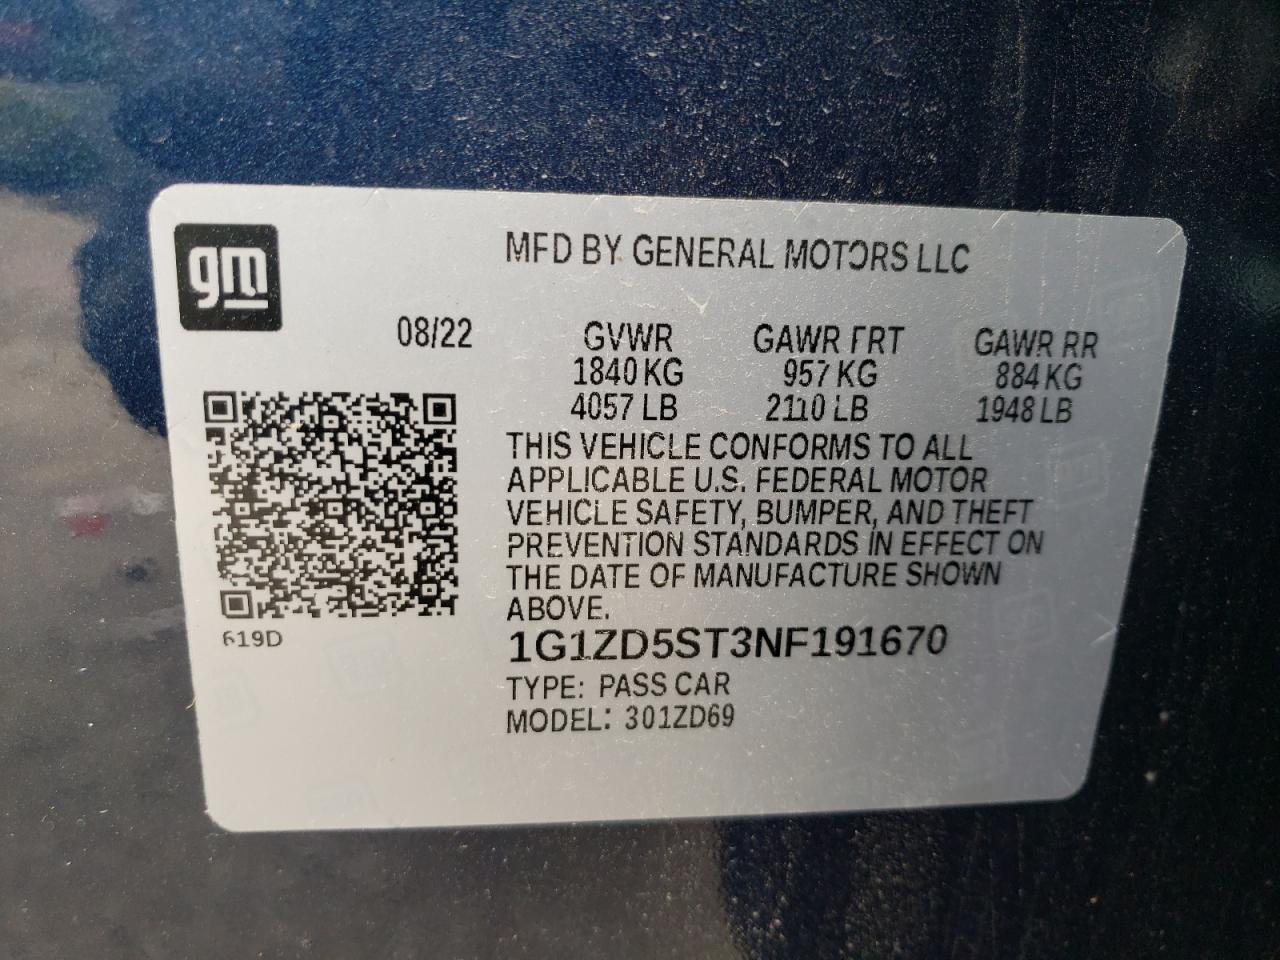 gm
MFD BY GENERAL MOTORS LLC
08/22 GVWR GAWR FRT GAWR RR
1840 KG 957 KG 884 KG
4057 LB 2110 LB 1948 LB
THIS VEHICLE CONFORMS TO ALL
APPLICABLE U.S. FEDERAL MOTOR
VEHICLE SAFETY, BUMPER, AND THEFT
PREVENTION STANDARDS IN EFFECT ON
THE DATE OF MANUFACTURE SHOWN
ABOVE.
619D
1G1ZD5ST3NF191670
TYPE: PASS CAR
MODEL: 301ZD69